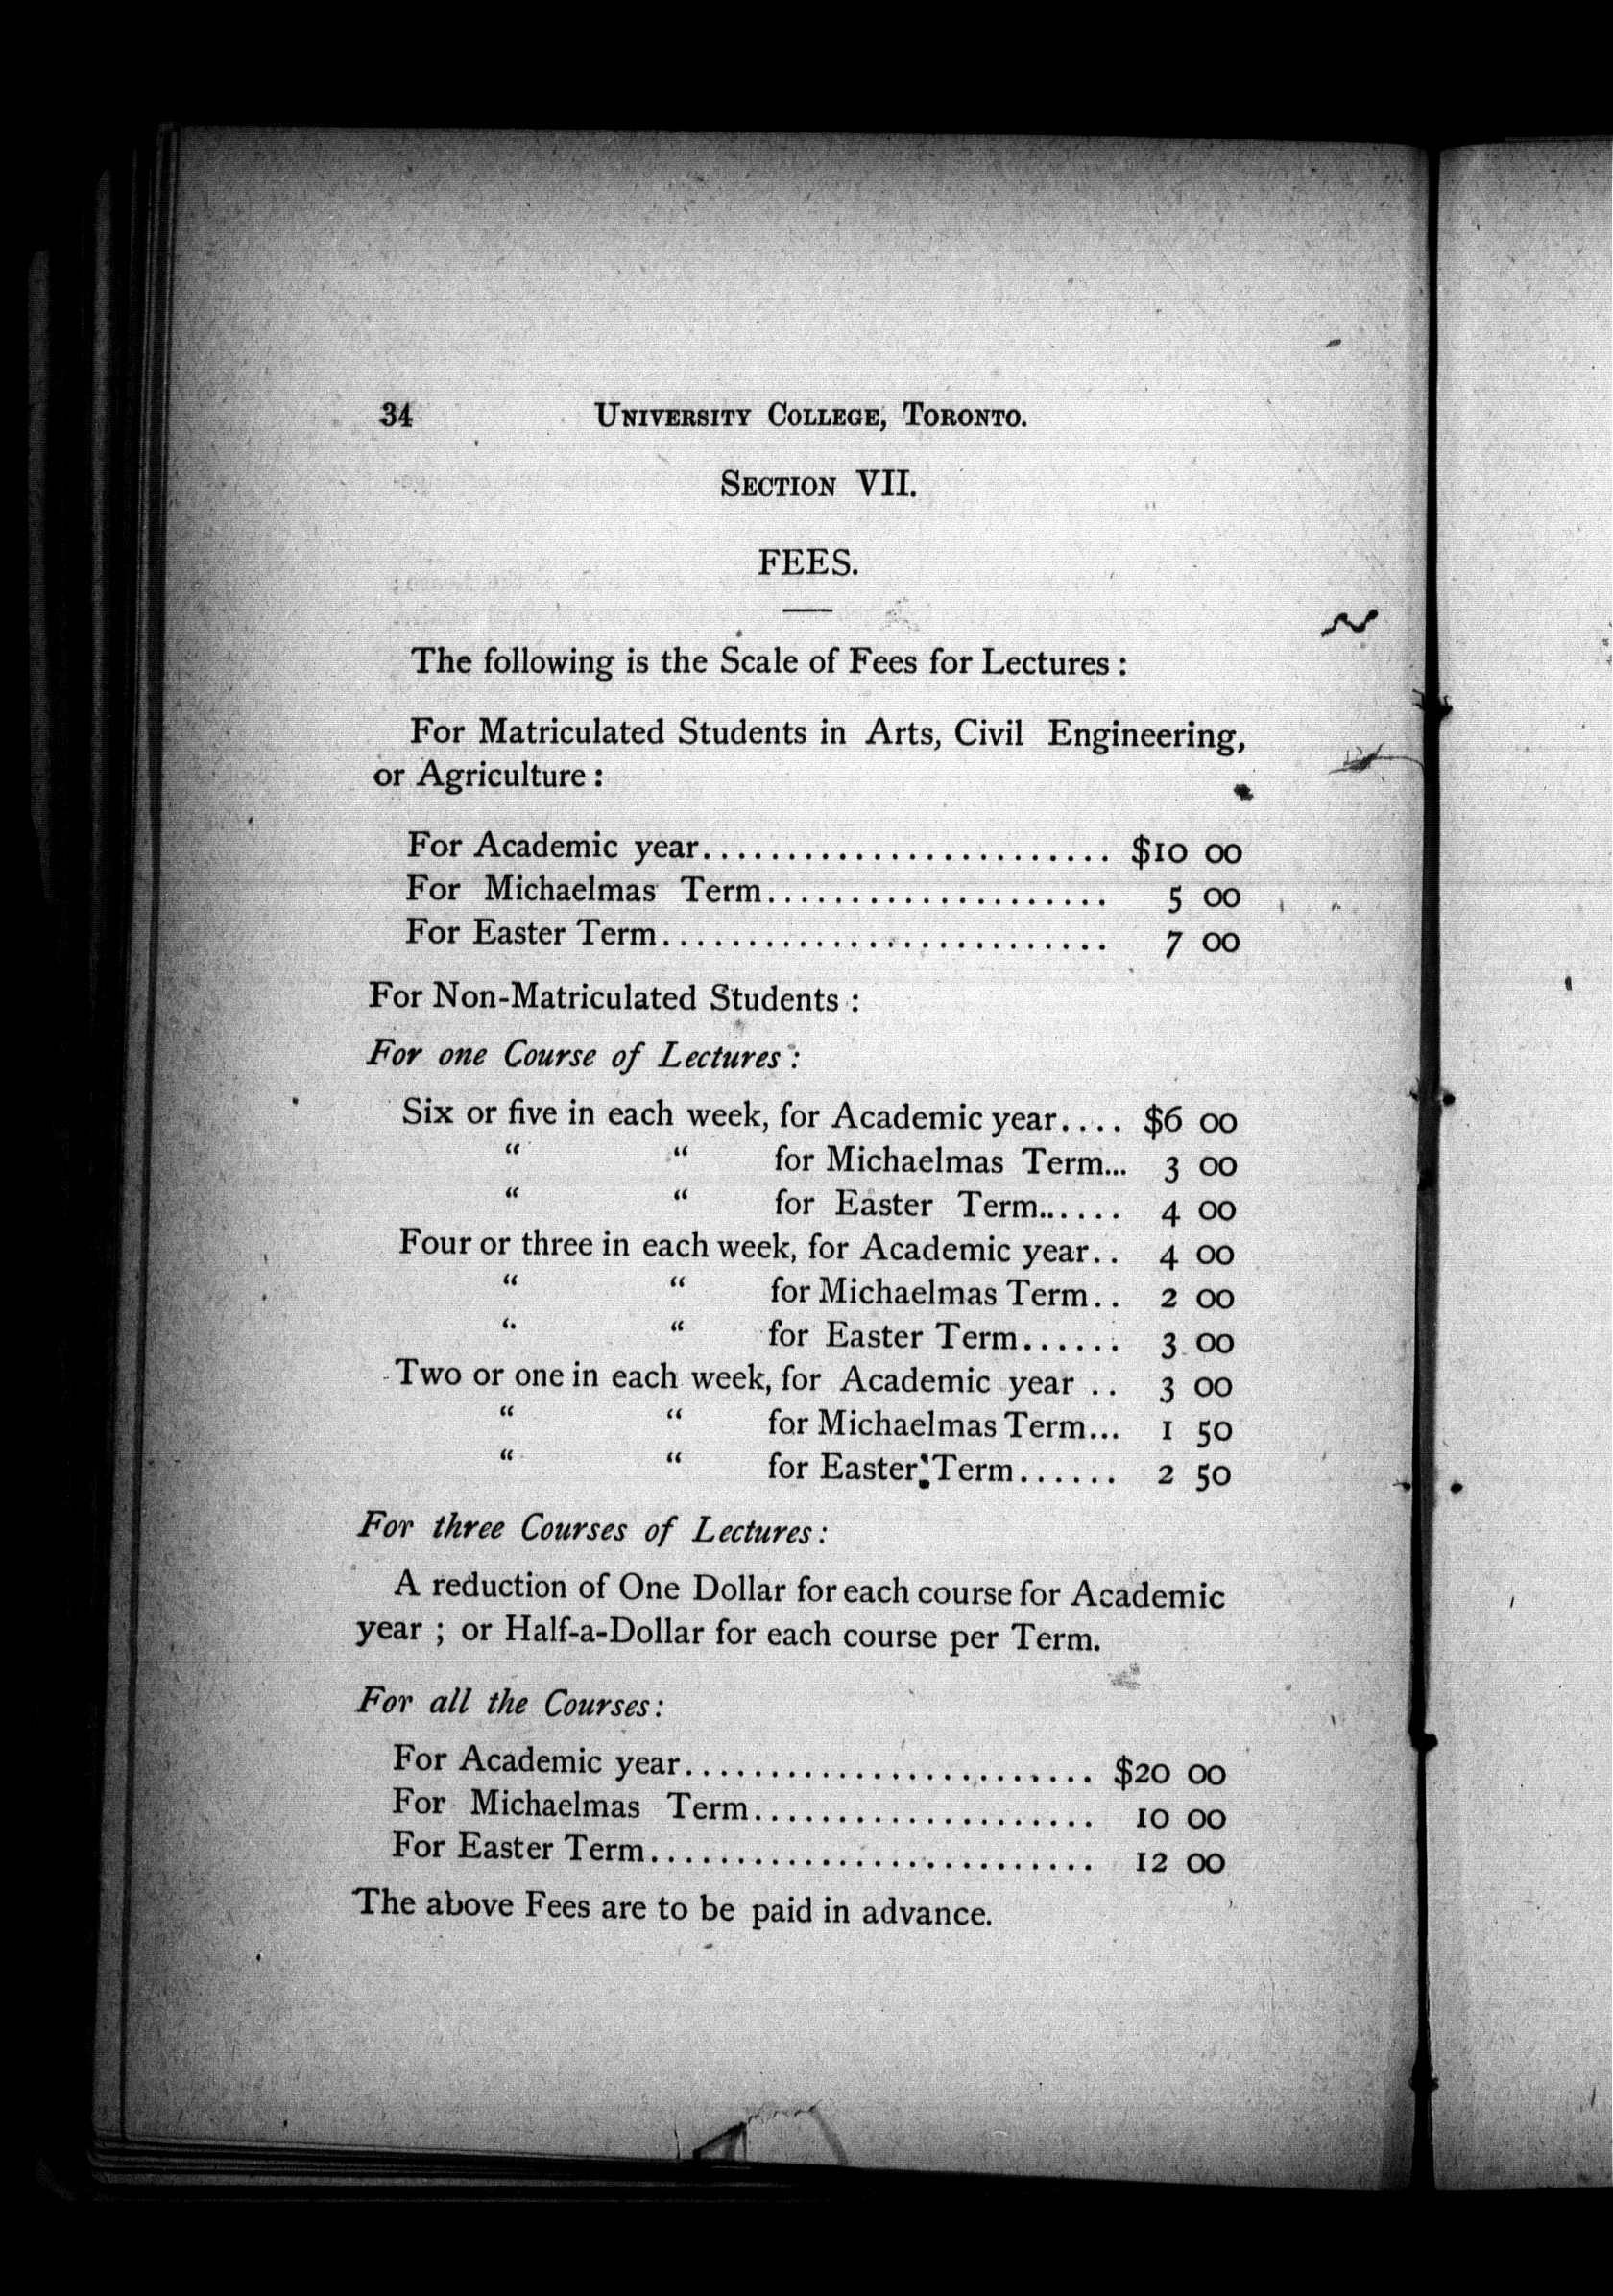 34 UNIVERSITY COLLEGE, TORONTO.
SECTION VII.
FEES.
The following is the Scale of Fees for Lectures :
For Matriculated Students in Arts, Civil Engineering,
or Agriculture :
For Academic year........................ $10 00
For Michaelmas Term.................... 5 00
For Easter Term.......................... 7 00
For Non-Matriculated Students :
For one Course of Lectures :
Six or five in each week, for Academic year.... $6 00
“ “ for Michaelmas Term... 3 00
“ “ for Easter Term...... 4 00
Four or three in each week, for Academic year.. 4 00
“ “ for Michaelmas Term.. 2 00
“ “ for Easter Term...... 3 00
Two or one in each week, for Academic year .. 3 00
“ “ for Michaelmas Term... 1 50
“ “ for Easter Term...... 2 50
For three Courses of Lectures :
A reduction of One Dollar for each course for Academic
year ; or Half-a-Dollar for each course per Term.
For all the Courses :
For Academic year........................ $20 00
For Michaelmas Term.................... 10 00
For Easter Term.......................... 12 00
The above Fees are to be paid in advance.